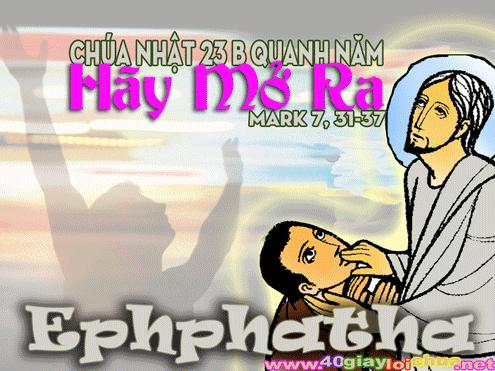 CHÚA NHẬT 23 B QUANH NĂM
Hãy Mở Ra
MARK 7, 31-37
Ephphatha
www.40giayloichua.net